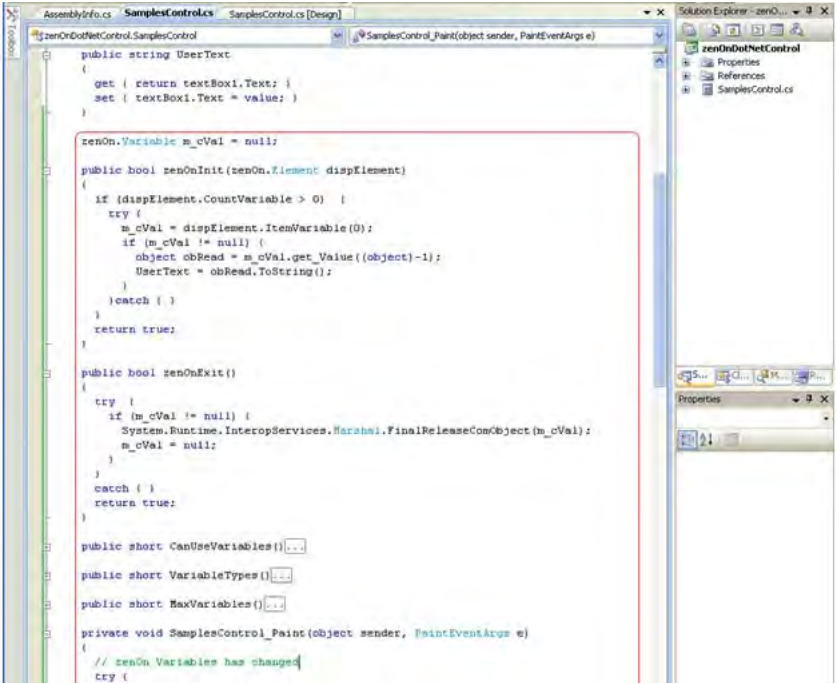 AssemblyInfo.cs SamplesControl.cs SamplesControl.cs [Design]
Toolbox
zenOnDotNetControl.SamplesControl
SamplesControl_Paint(object sender, PaintEventArgs e)
public string UserText
{
get { return textBox1.Text; }
set { textBox1.Text = value; }
}
zenOn.Variable m_cVal = null;
public bool zenOnInit(zenOn.Element dispElement)
{
if (dispElement.CountVariable > 0) {
try {
m_cVal = dispElement.ItemVariable(0);
if (m_cVal != null) {
object obRead = m_cVal.get_Value((object)-1);
UserText = obRead.ToString();
}
}catch { }
}
return true;
}
public bool zenOnExit()
{
try {
if (m_cVal != null) {
System.Runtime.InteropServices.Marshal.FinalReleaseComObject(m_cVal);
m_cVal = null;
}
}
catch { }
return true;
}
public short CanUseVariables()...
public short VariableTypes()...
public short MaxVariables()...
private void SamplesControl_Paint(object sender, PaintEventArgs e)
{
// zenOn Variables has changed
try {
Solution Explorer - zenO...
zenOnDotNetControl
Properties
References
SamplesControl.cs
S... Cl... M... P...
Properties